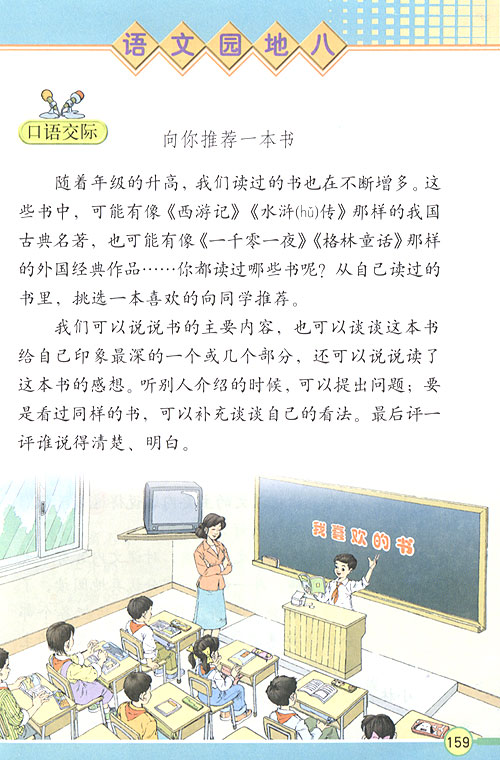 语文园地八
口语交际
向你推荐一本书
随着年级的升高，我们读过的书也在不断增多。这
些书中，可能有像《西游记》《水浒(hǔ)传》那样的我国
古典名著，也可能有像《一千零一夜》《格林童话》那样
的外国经典作品……你都读过哪些书呢？从自己读过的
书里，挑选一本喜欢的向同学推荐。
我们可以说说书的主要内容，也可以谈谈这本书
给自己印象最深的一个或几个部分，还可以说说读了
这本书的感想。听别人介绍的时候，可以提出问题；要
是看过同样的书，可以补充谈谈自己的看法。最后评一
评谁说得清楚、明白。
我喜欢的书
159